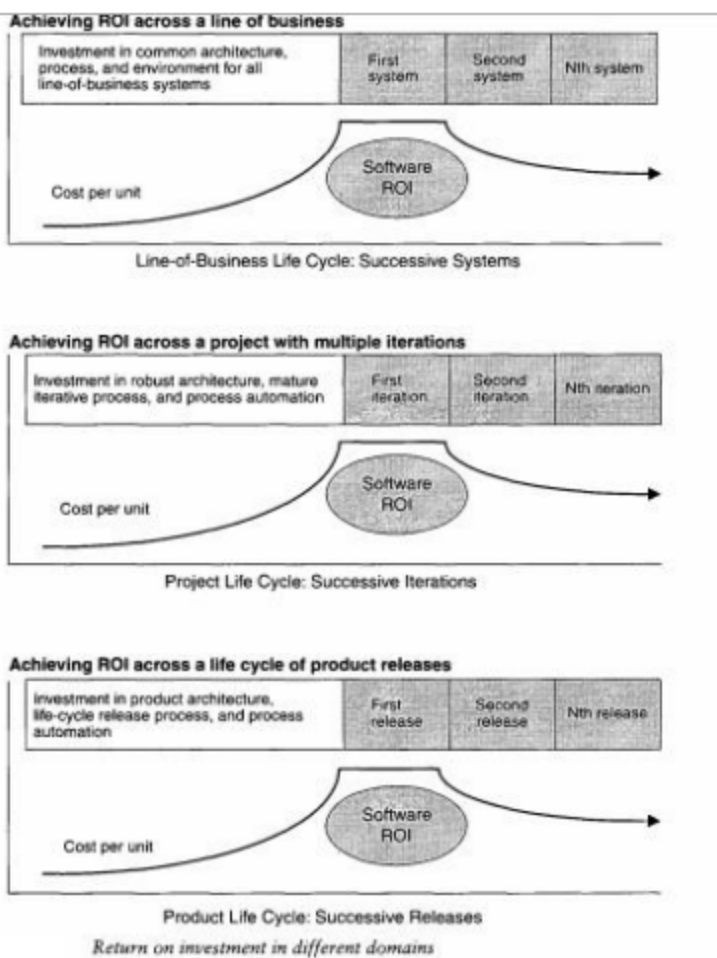 Achieving ROI across a line of business
Investment in common architecture,
process, and environment for all
line-of-business systems
First
system
Second
system
Nth system
Cost per unit
Software
ROI
Line-of-Business Life Cycle: Successive Systems
Achieving ROI across a project with multiple iterations
Investment in robust architecture, mature
iterative process, and process automation
First
iteration
Second
iteration
Nth iteration
Cost per unit
Software
ROI
Project Life Cycle: Successive Iterations
Achieving ROI across a life cycle of product releases
Investment in product architecture,
life-cycle release process, and process
automation
First
release
Second
release
Nth release
Cost per unit
Software
ROI
Product Life Cycle: Successive Releases
Return on investment in different domains